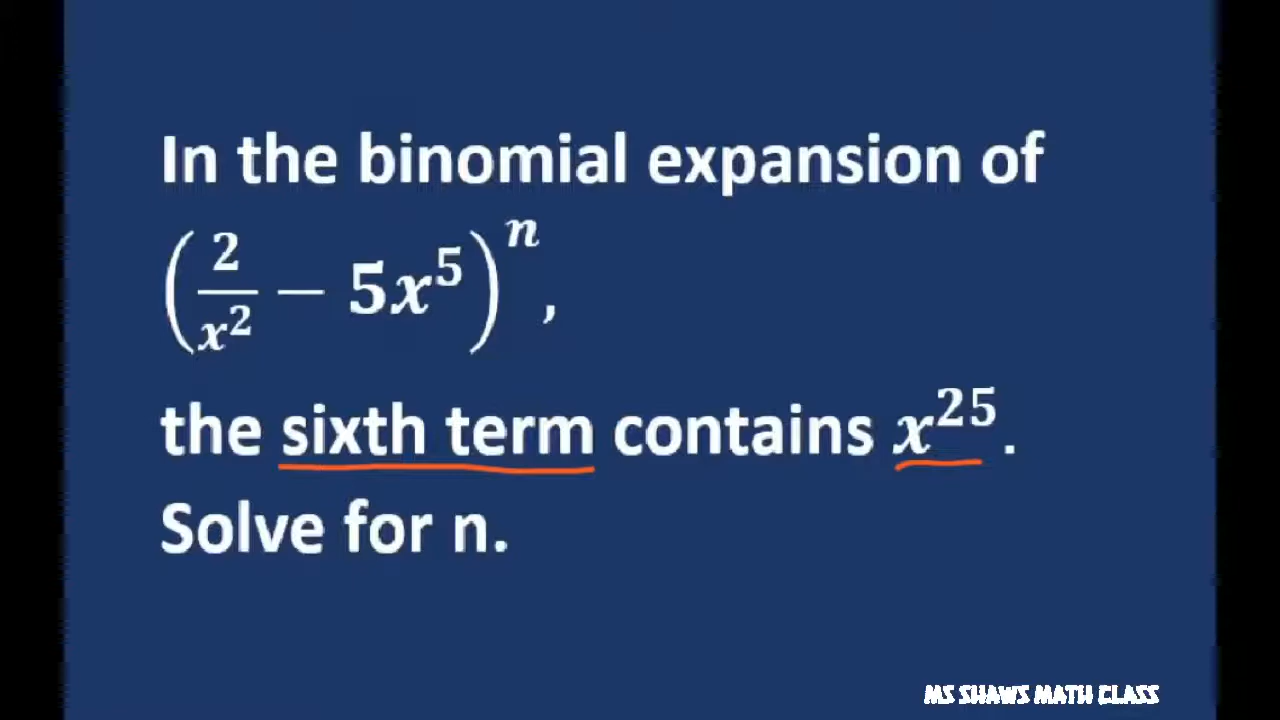 In the binomial expansion of
(2/x² − 5x⁵)ⁿ,
the sixth term contains x²⁵.
Solve for n.
MS SHAWS MATH CLASS